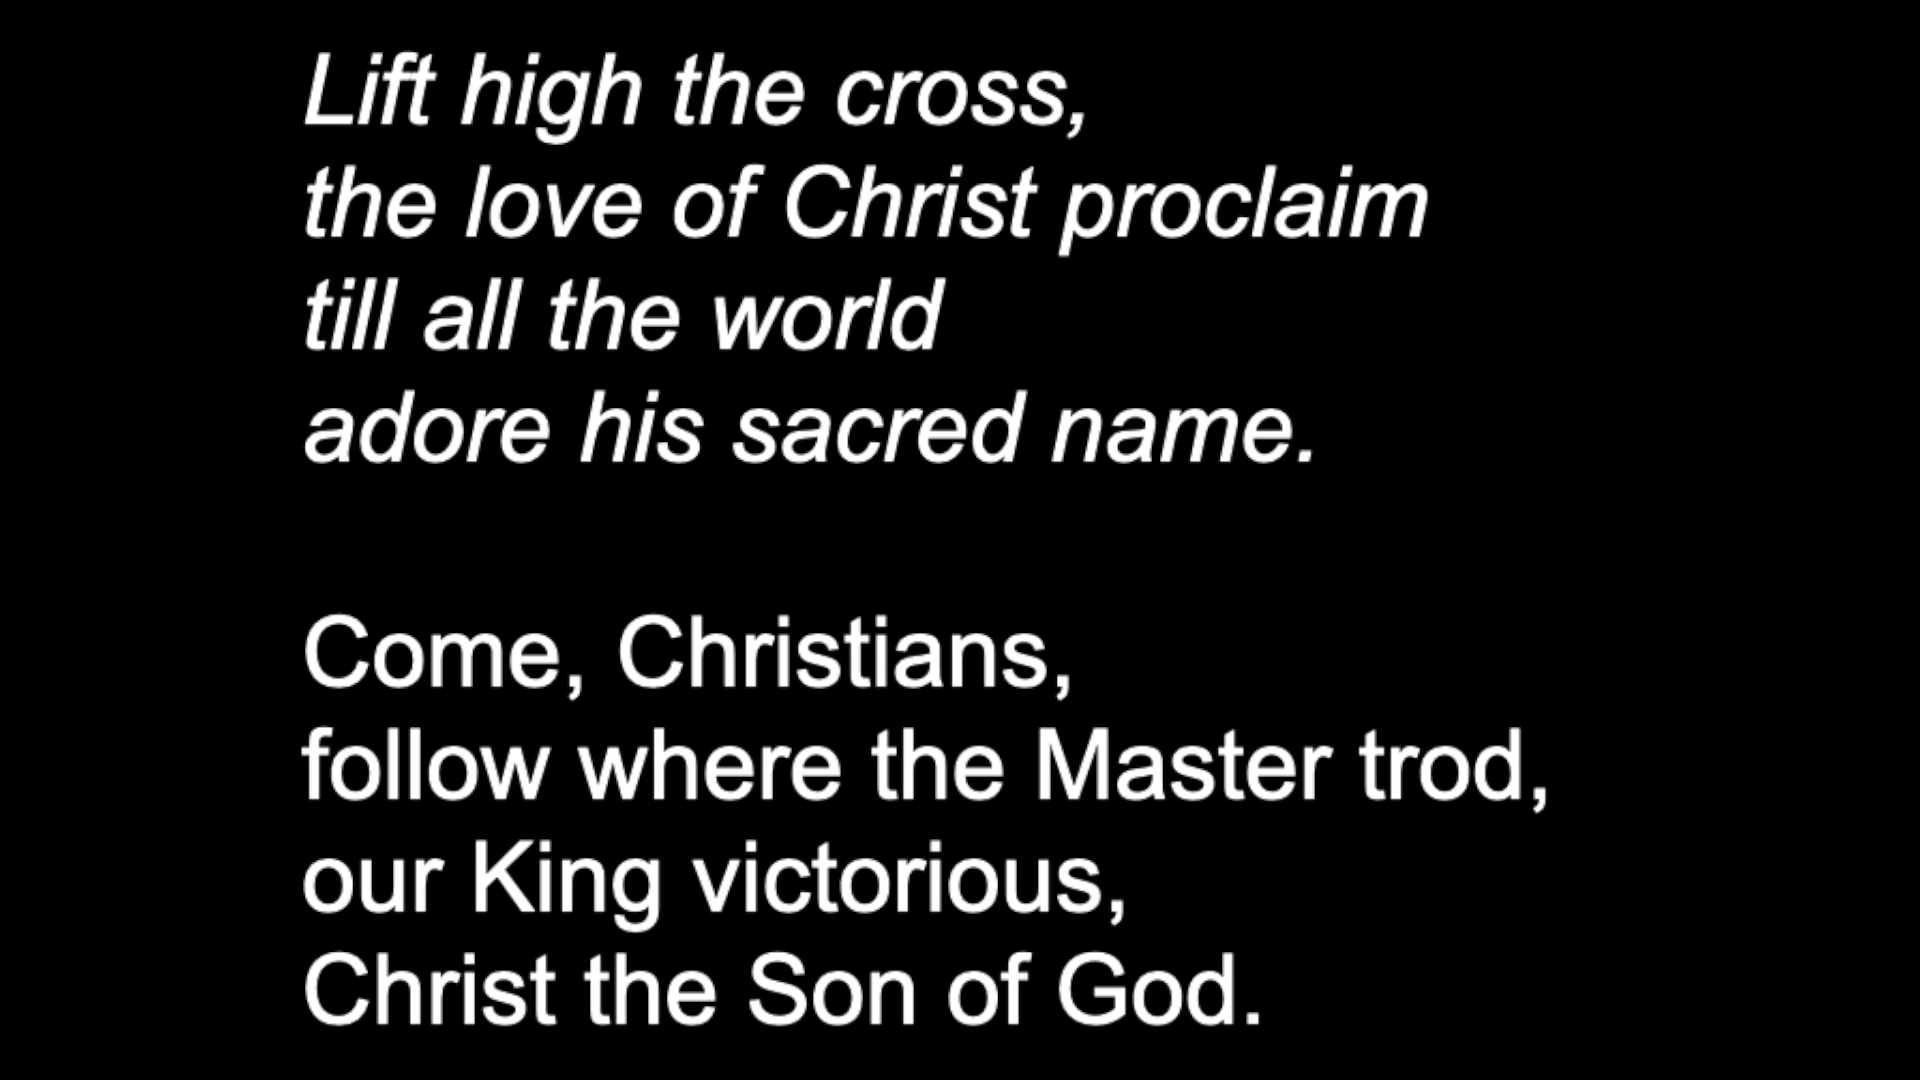 Lift high the cross,
the love of Christ proclaim
till all the world
adore his sacred name.
Come, Christians,
follow where the Master trod,
our King victorious,
Christ the Son of God.